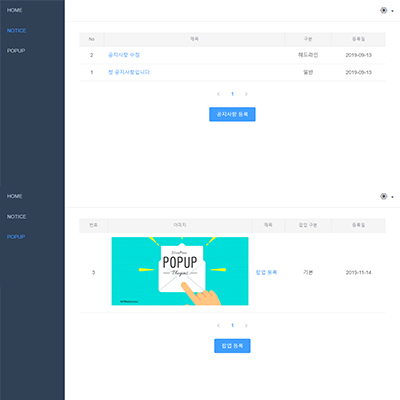 HOME
NOTICE
POPUP
No 제목 구분 등록일
2 공지사항 수정 헤드라인 2019-09-13
1 첫 공지사항입니다. 일반 2019-09-13
1
공지사항 등록
HOME
NOTICE
POPUP
번호 이미지 제목 팝업 구분 등록일
3 POPUP 팝업 등록 기본 2019-11-14
Plugins
1
팝업 등록